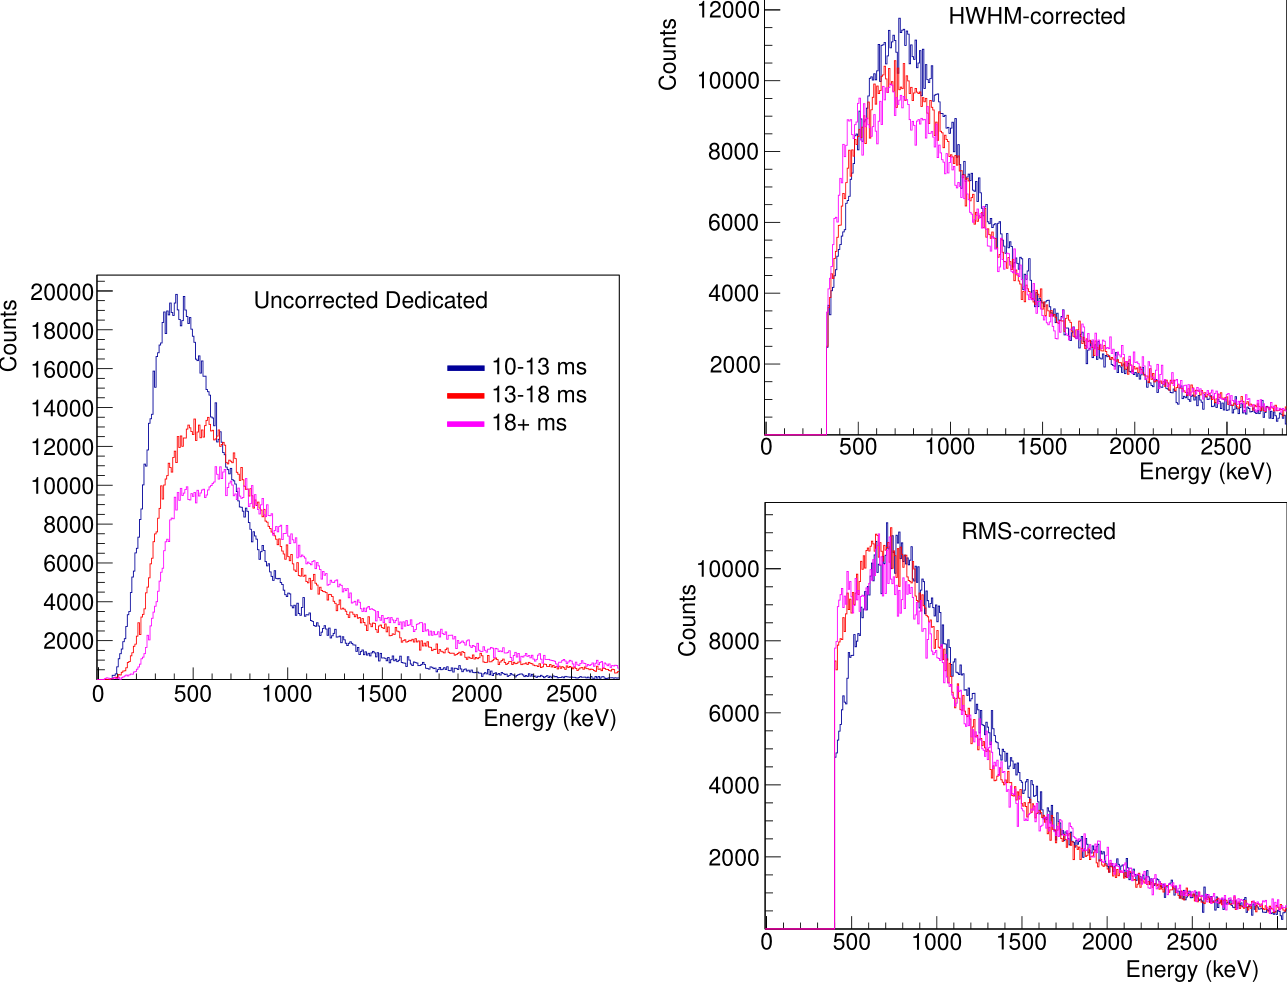 Uncorrected Dedicated
Counts
20000
18000
16000
14000
12000
10000
8000
6000
4000
2000
10-13 ms
13-18 ms
18+ ms
0 500 1000 1500 2000 2500
Energy (keV)
HWHM-corrected
Counts
12000
10000
8000
6000
4000
2000
0 500 1000 1500 2000 2500
Energy (keV)
RMS-corrected
Counts
10000
8000
6000
4000
2000
0 500 1000 1500 2000 2500
Energy (keV)